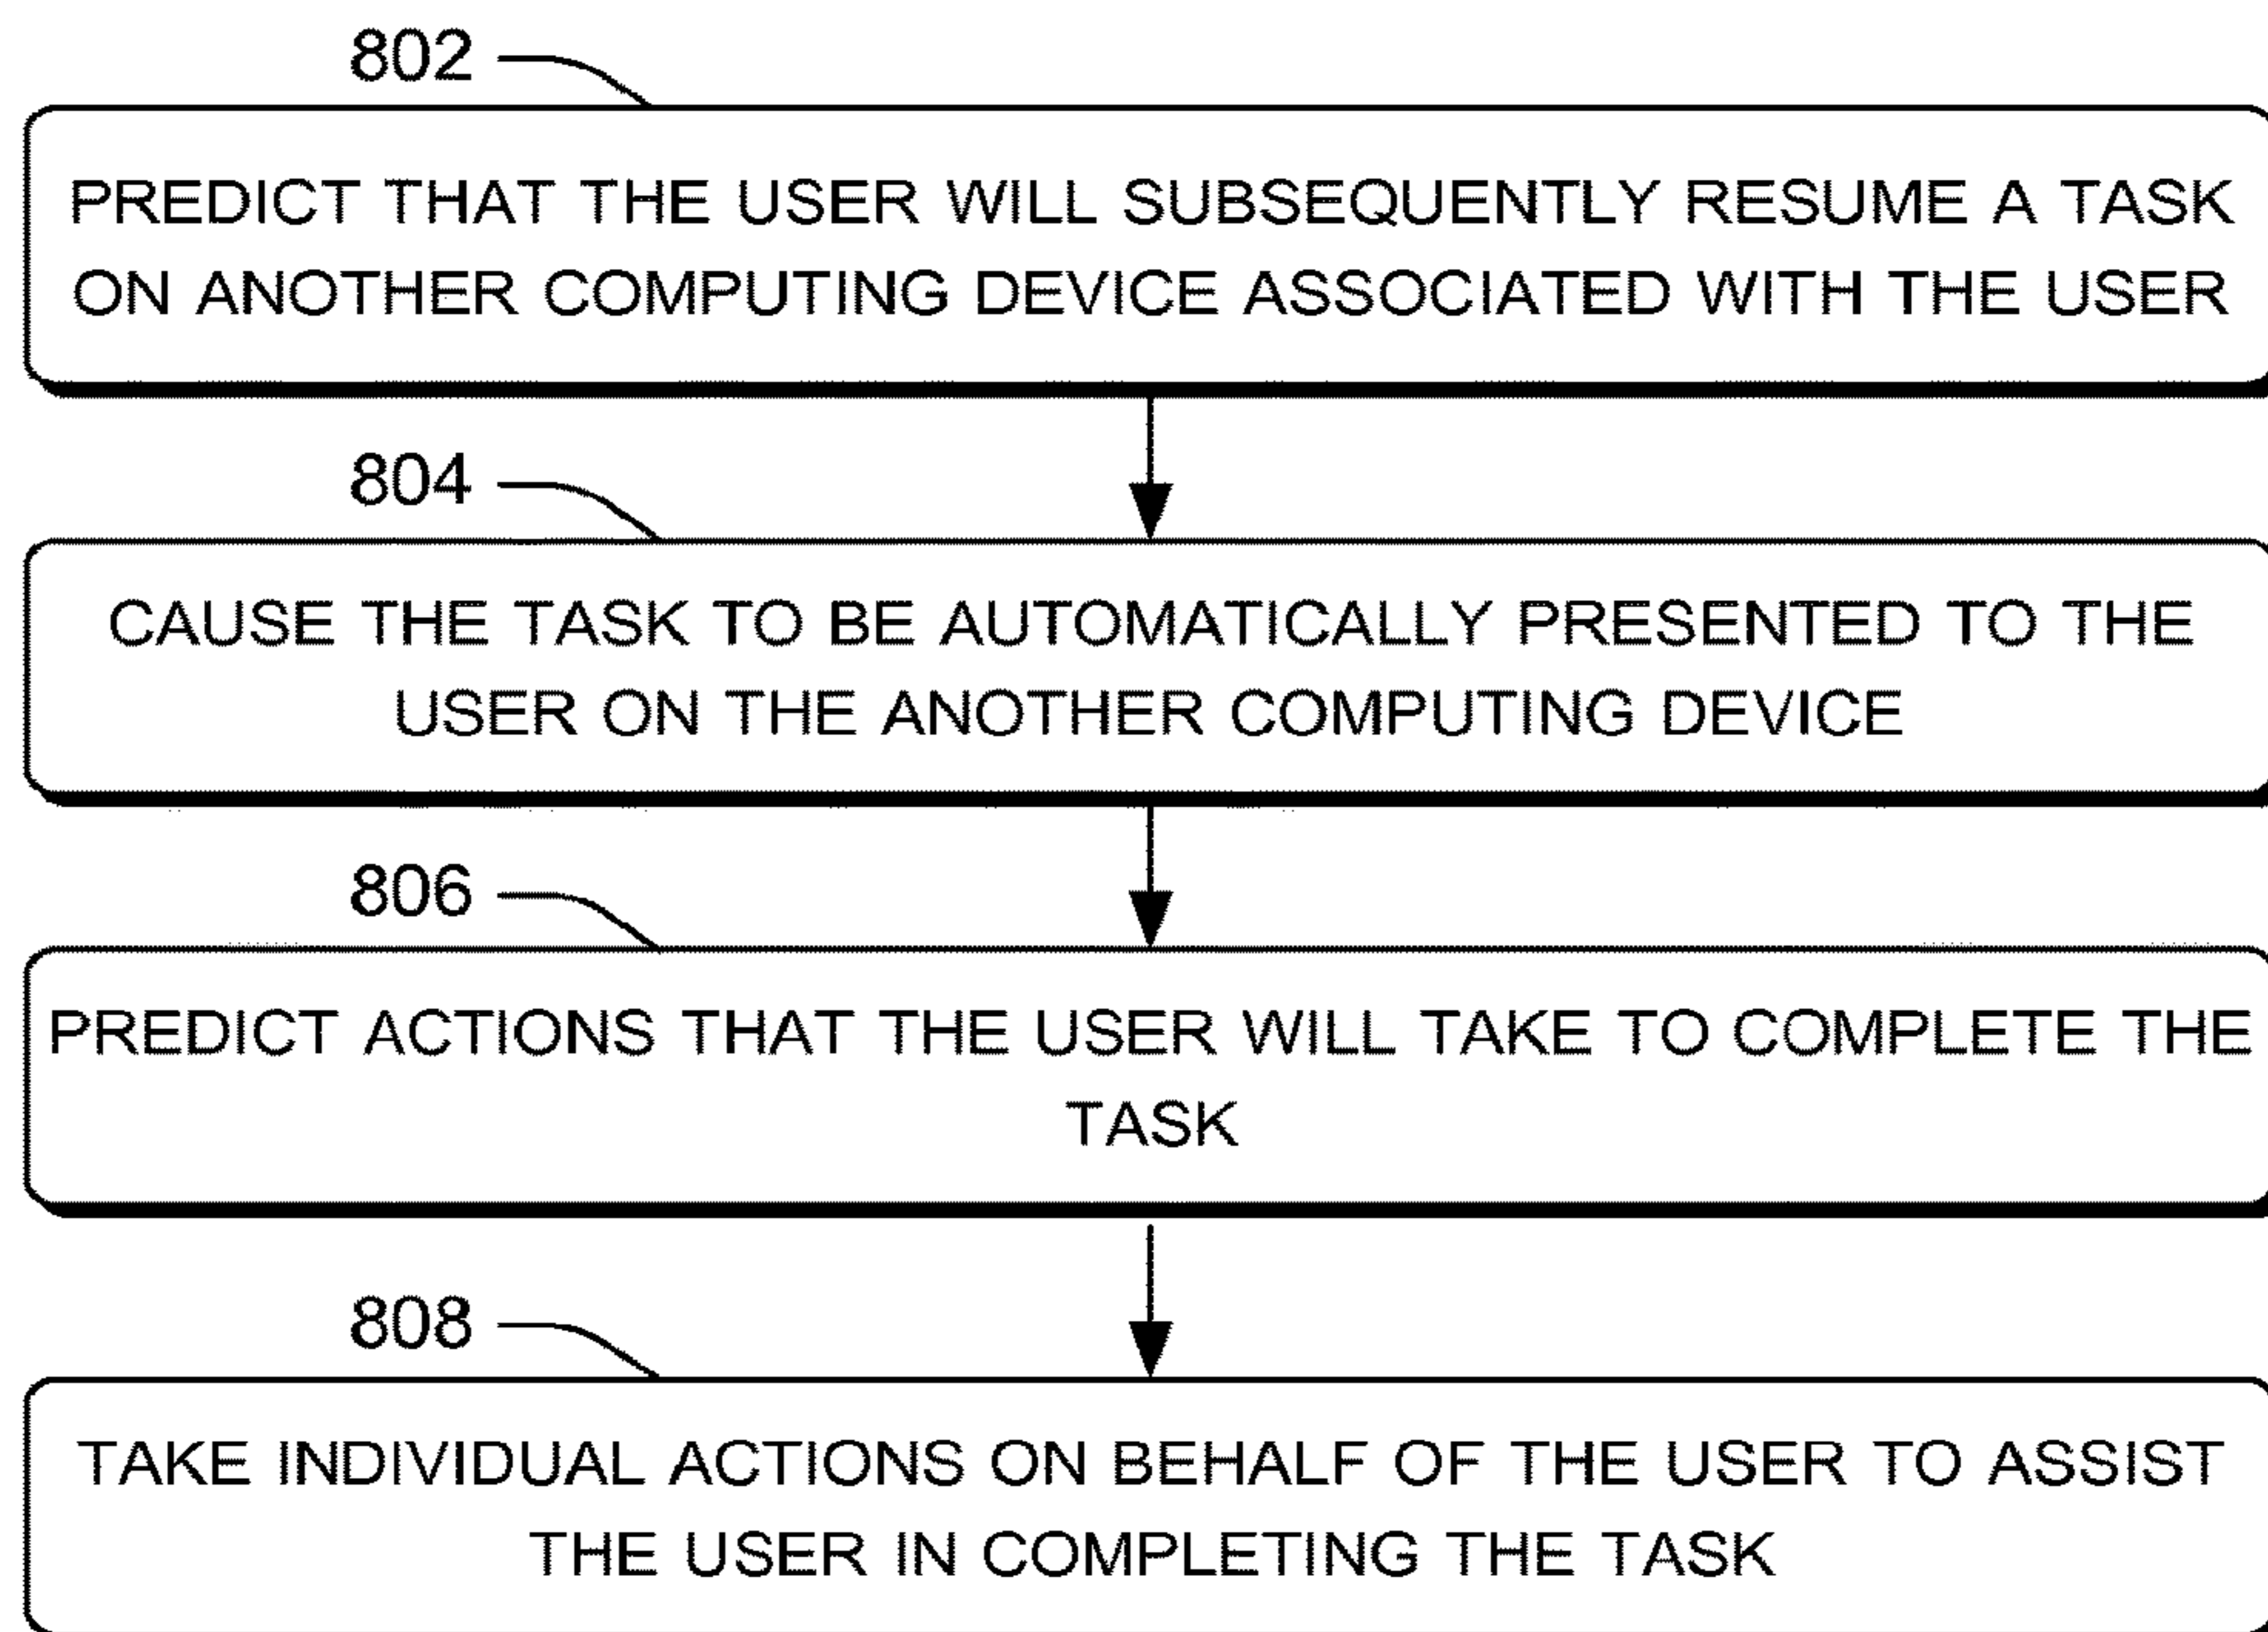 802
PREDICT THAT THE USER WILL SUBSEQUENTLY RESUME A TASK
ON ANOTHER COMPUTING DEVICE ASSOCIATED WITH THE USER
804
CAUSE THE TASK TO BE AUTOMATICALLY PRESENTED TO THE
USER ON THE ANOTHER COMPUTING DEVICE
806
PREDICT ACTIONS THAT THE USER WILL TAKE TO COMPLETE THE
TASK
808
TAKE INDIVIDUAL ACTIONS ON BEHALF OF THE USER TO ASSIST
THE USER IN COMPLETING THE TASK